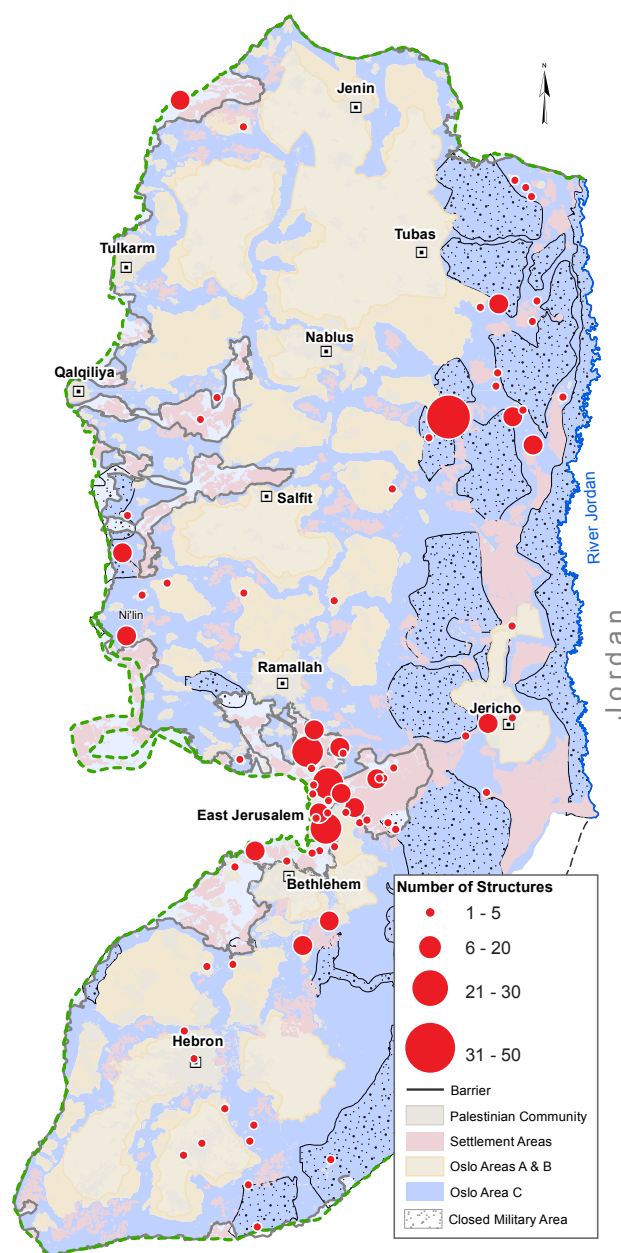 N
Jenin
Tubas
Tulkarm
Nablus
Qalqiliya
Salfit
River Jordan
Jordan
Ni'lin
Ramallah
Jericho
East Jerusalem
Bethlehem
Hebron
Number of Structures
1 - 5
6 - 20
21 - 30
31 - 50
Barrier
Palestinian Community
Settlement Areas
Oslo Areas A & B
Oslo Area C
Closed Military Area